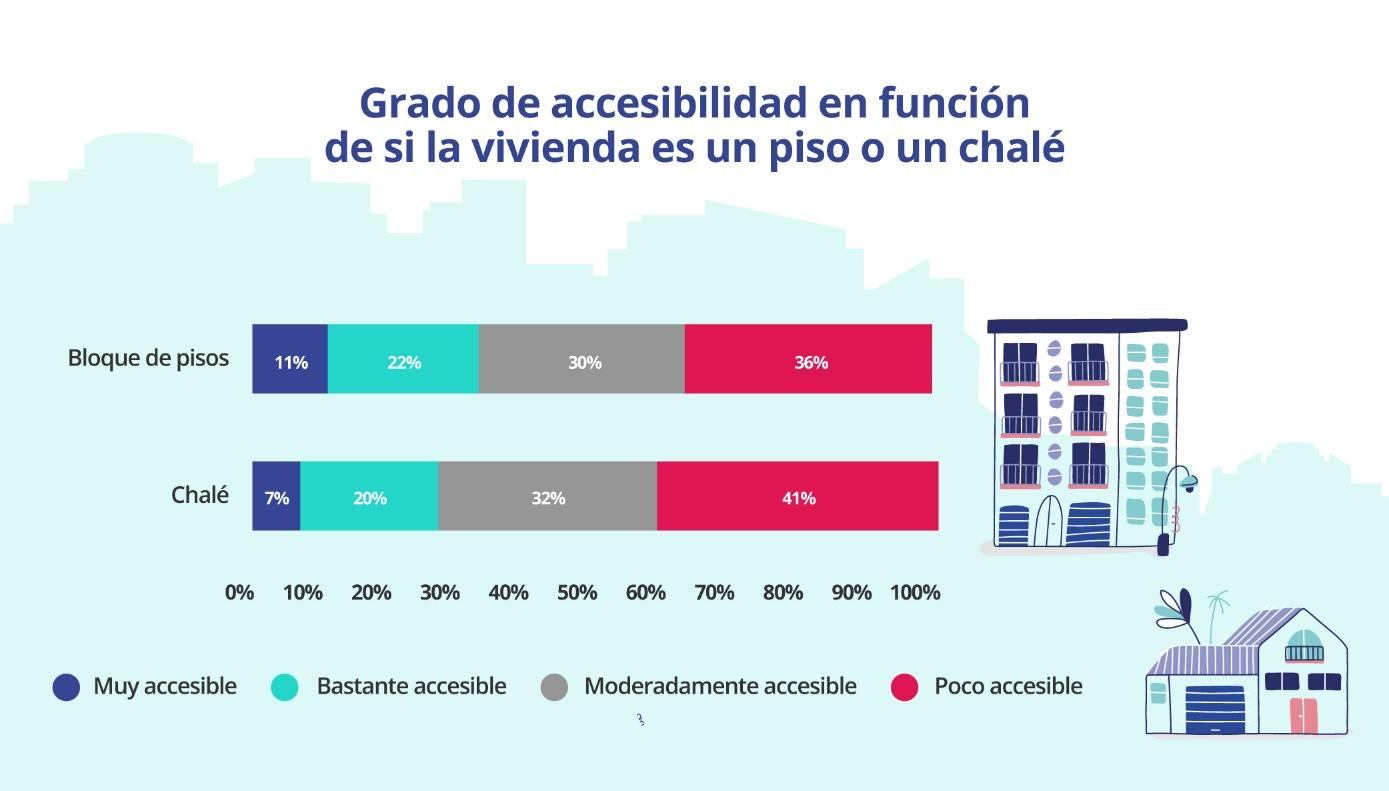 Grado de accesibilidad en función
de si la vivienda es un piso o un chalé
Bloque de pisos 11% 22% 30% 36%
Chalé 7% 20% 32% 41%
0% 10% 20% 30% 40% 50% 60% 70% 80% 90% 100%
Muy accesible Bastante accesible Moderadamente accesible Poco accesible